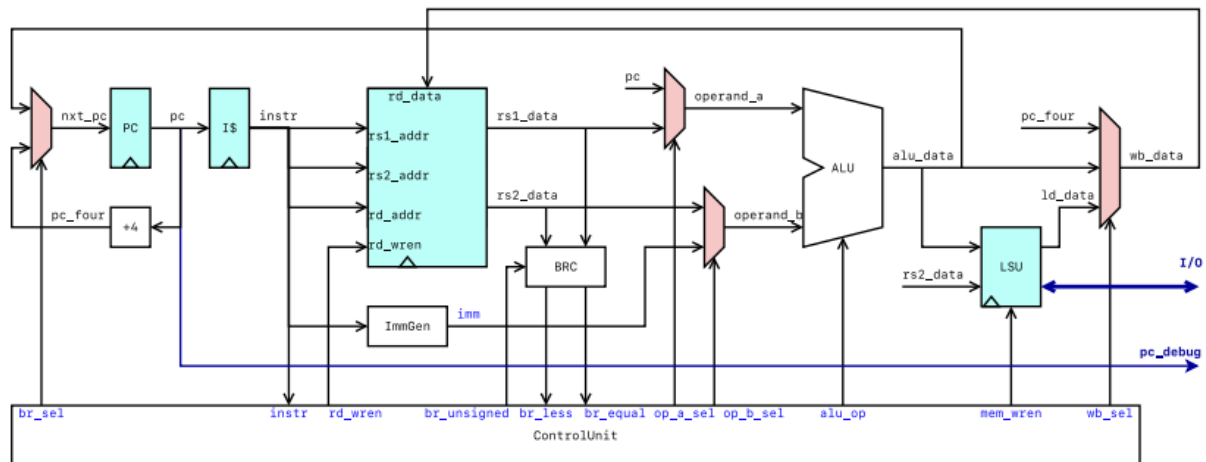 pc
rd_data
operand_a
nxt_pc
pc
instr
rs1_data
pc_four
PC
I$
rs1_addr
alu_data
wb_data
ALU
rs2_addr
rs2_data
ld_data
pc_four
rd_addr
operand_b
+4
rd_wren
BRC
LSU
I/O
rs2_data
imm
ImmGen
pc_debug
br_sel
instr
rd_wren
br_unsigned
br_less
br_equal
op_a_sel
op_b_sel
alu_op
mem_wren
wb_sel
ControlUnit